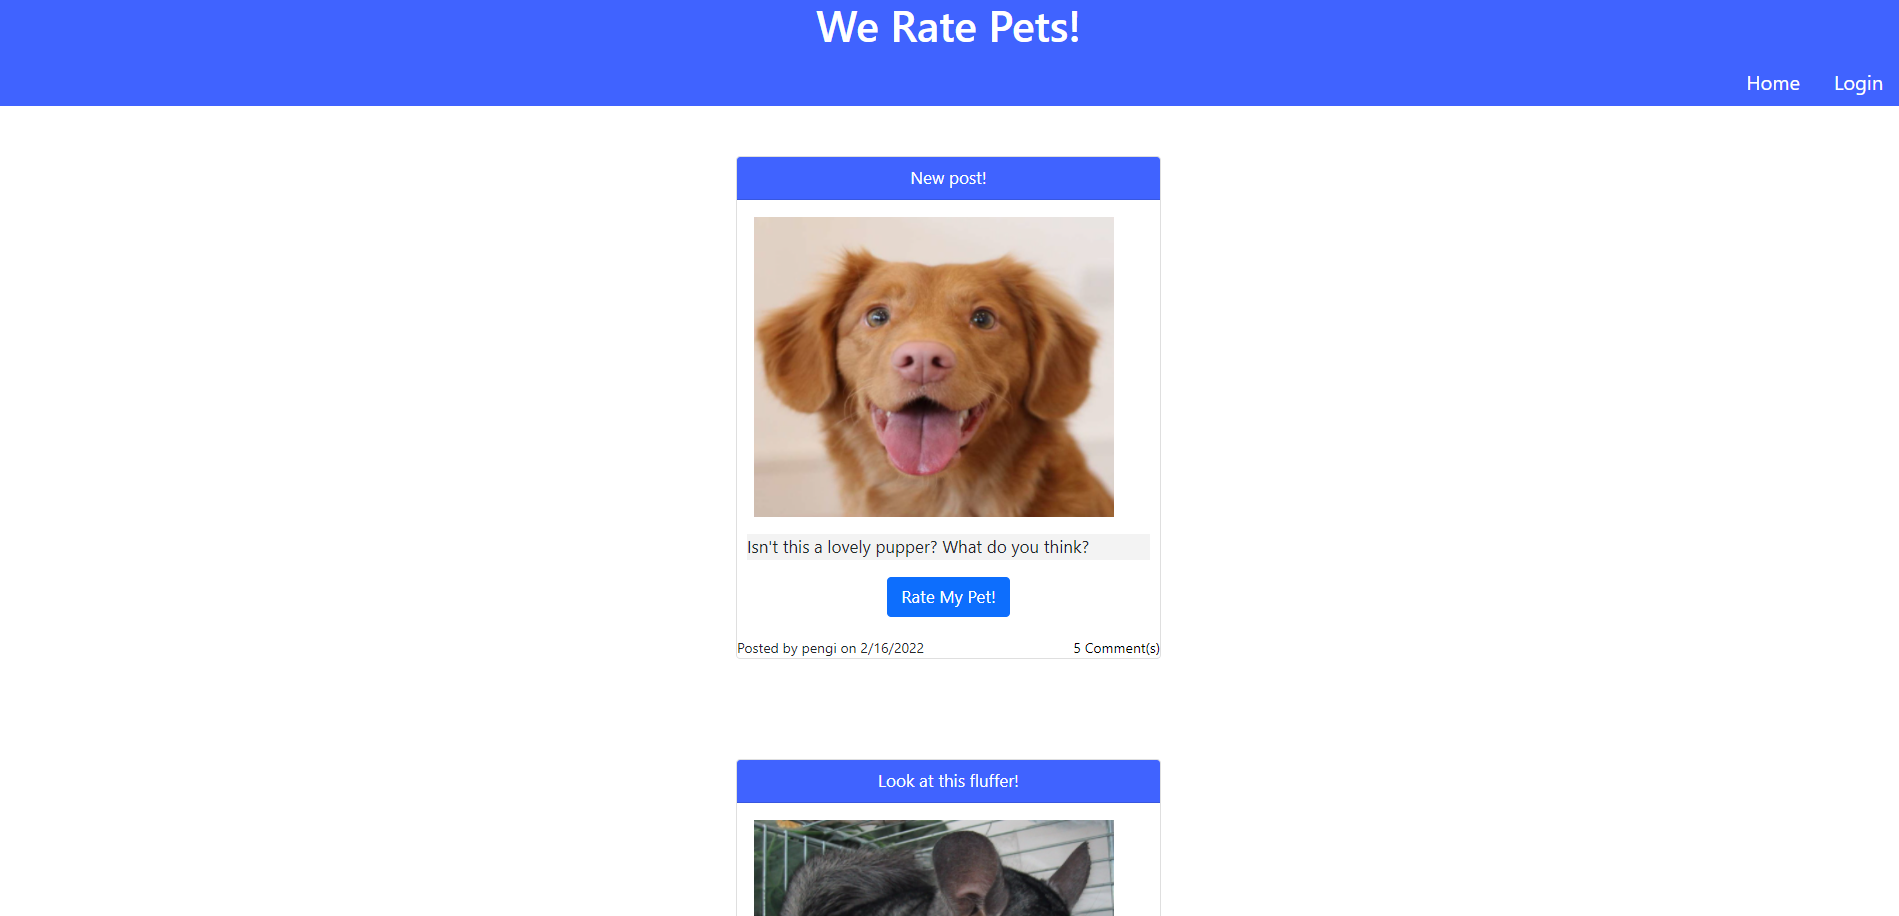 We Rate Pets!
Home Login
New post!
Isn't this a lovely pupper? What do you think?
Rate My Pet!
Posted by pengi on 2/16/2022 5 Comment(s)
Look at this fluffer!